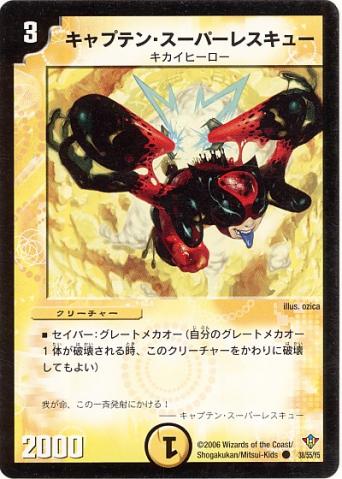 3 キャプテン・スーパーレスキュー
キカイヒーロー
illus. ozica
クリーチャー
■ セイバー：グレートメカオー（自分のグレートメカオー
1体が破壊される時、このクリーチャーをかわりに破壊
してもよい）
我が命、この一斉発射にかける！
—— キャプテン・スーパーレスキュー
2000
1
©2006 Wizards of the Coast/
Shogakukan/Mitsui-Kids ● 38/55/Y5